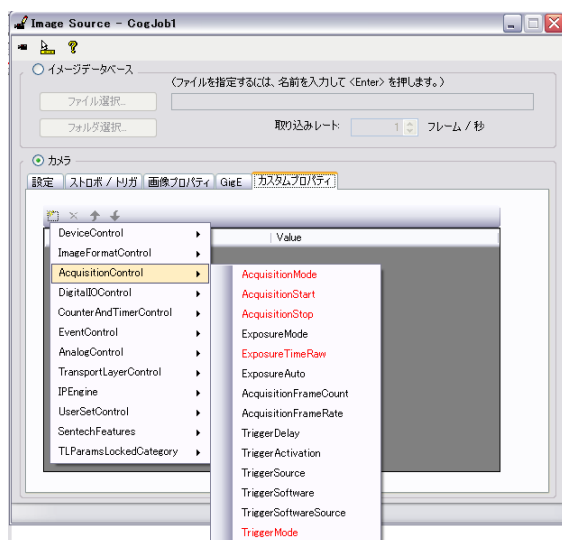 Image Source - CogJob1
イメージデータベース
(ファイルを指定するには、名前を入力して <Enter> を押します。)
ファイル選択...
フォルダ選択...
取り込みレート:
1
フレーム / 秒
カメラ
設定
ストロボ / トリガ
画像プロパティ
GigE
カスタムプロパティ
Value
DeviceControl
ImageFormatControl
AcquisitionControl
DigitalIOControl
CounterAndTimerControl
EventControl
AnalogControl
TransportLayerControl
IPEngine
UserSetControl
SentechFeatures
TLParamsLockedCategory
AcquisitionMode
AcquisitionStart
AcquisitionStop
ExposureMode
ExposureTimeRaw
ExposureAuto
AcquisitionFrameCount
AcquisitionFrameRate
TriggerDelay
TriggerActivation
TriggerSource
TriggerSoftware
TriggerSoftwareSource
TriggerMode